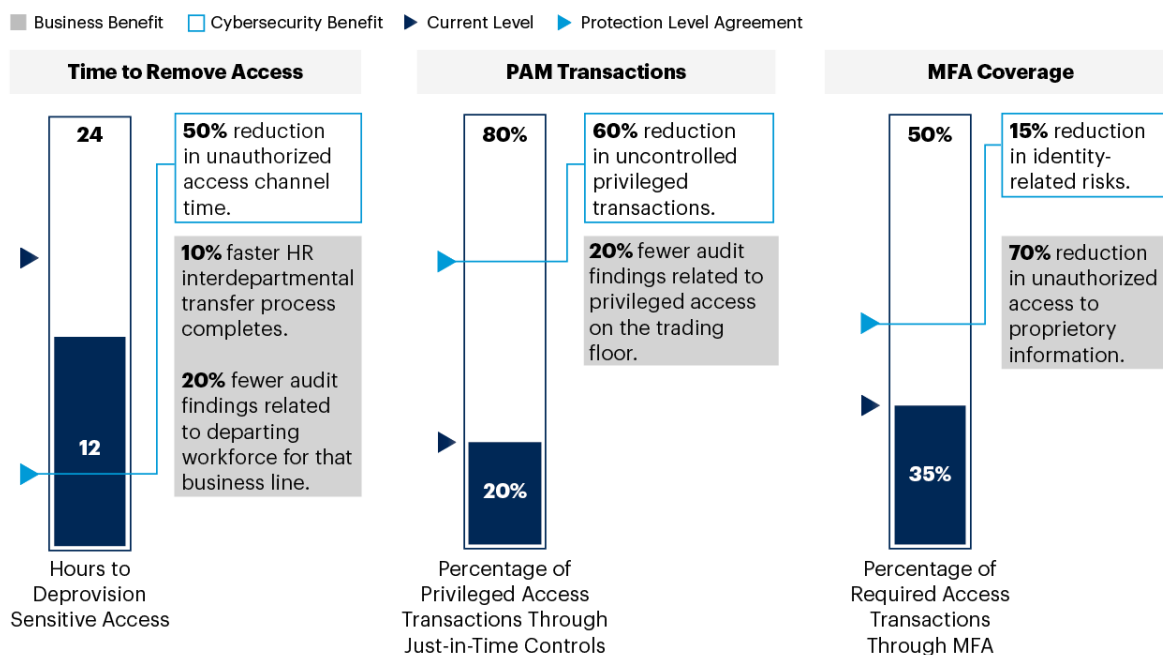 Business Benefit
Cybersecurity Benefit
Current Level
Protection Level Agreement
Time to Remove Access
24
12
50% reduction
in unauthorized
access channel
time.
10% faster HR
interdepartmental
transfer process
completes.
20% fewer audit
findings related
to departing
workforce for that
business line.
Hours to
Deprovision
Sensitive Access
PAM Transactions
80%
20%
60% reduction
in uncontrolled
privileged
transactions.
20% fewer audit
findings related to
privileged access
on the trading
floor.
Percentage of
Privileged Access
Transactions Through
Just-in-Time Controls
MFA Coverage
50%
35%
15% reduction
in identity-
related risks.
70% reduction
in unauthorized
access to
proprietory
information.
Percentage of
Required Access
Transactions
Through MFA